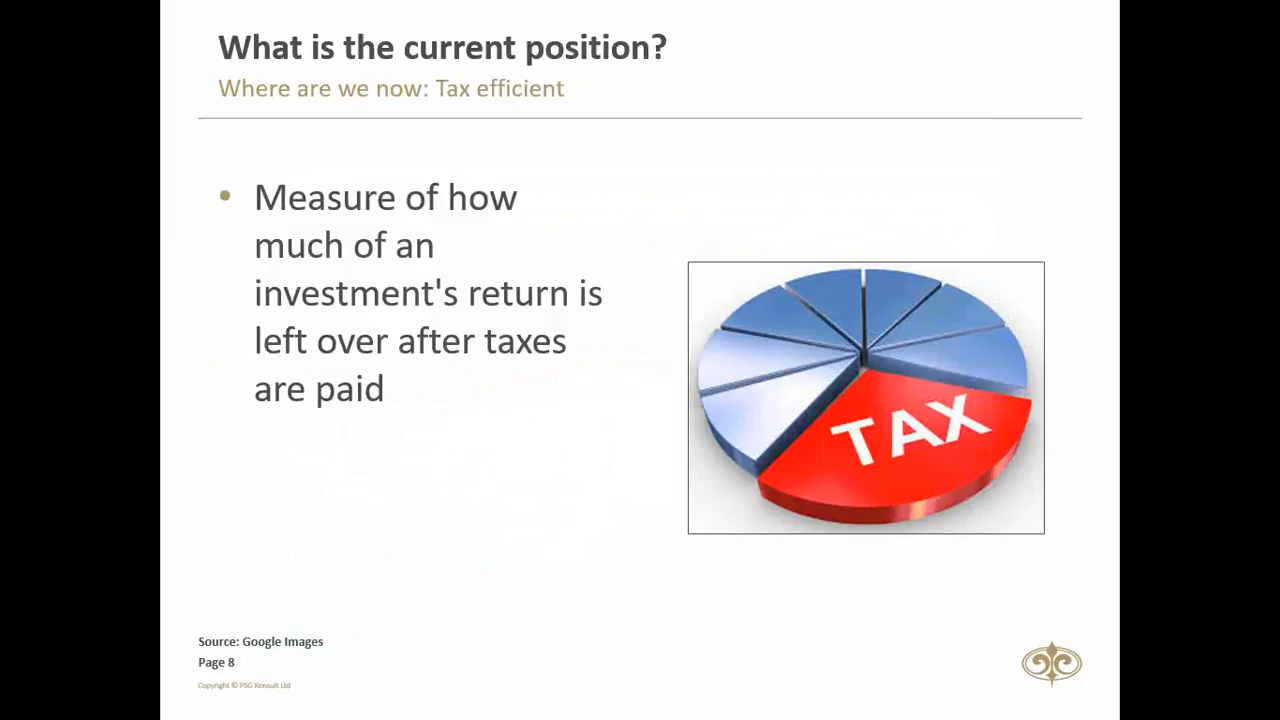 What is the current position?
Where are we now: Tax efficient
• Measure of how
much of an
investment's return is
left over after taxes
are paid
TAX
Source: Google Images
Page 8
Copyright © PSG Konsult Ltd